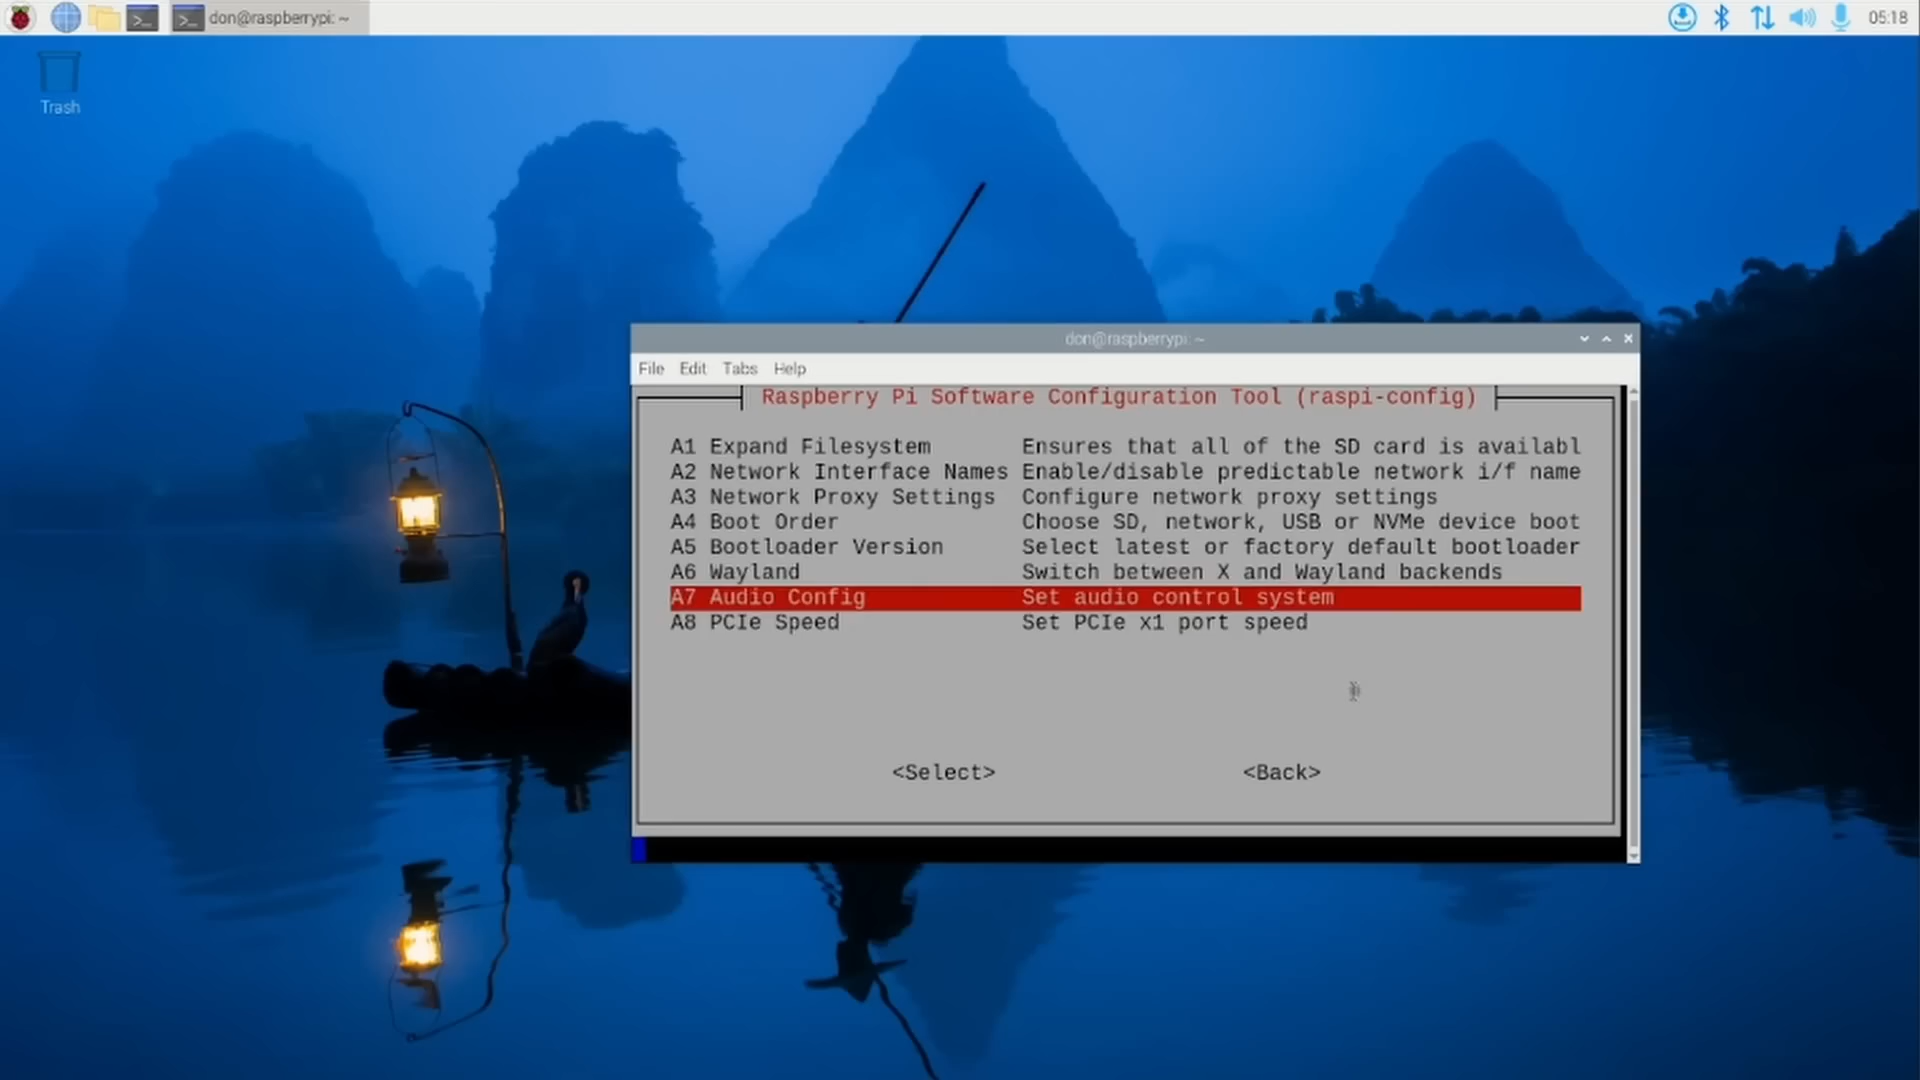 don@raspberrypi: ~
05:18
Trash
don@raspberrypi: ~
File Edit Tabs Help
Raspberry Pi Software Configuration Tool (raspi-config)
A1 Expand Filesystem Ensures that all of the SD card is availabl
A2 Network Interface Names Enable/disable predictable network i/f name
A3 Network Proxy Settings Configure network proxy settings
A4 Boot Order Choose SD, network, USB or NVMe device boot
A5 Bootloader Version Select latest or factory default bootloader
A6 Wayland Switch between X and Wayland backends
A7 Audio Config Set audio control system
A8 PCIe Speed Set PCIe x1 port speed
<Select> <Back>